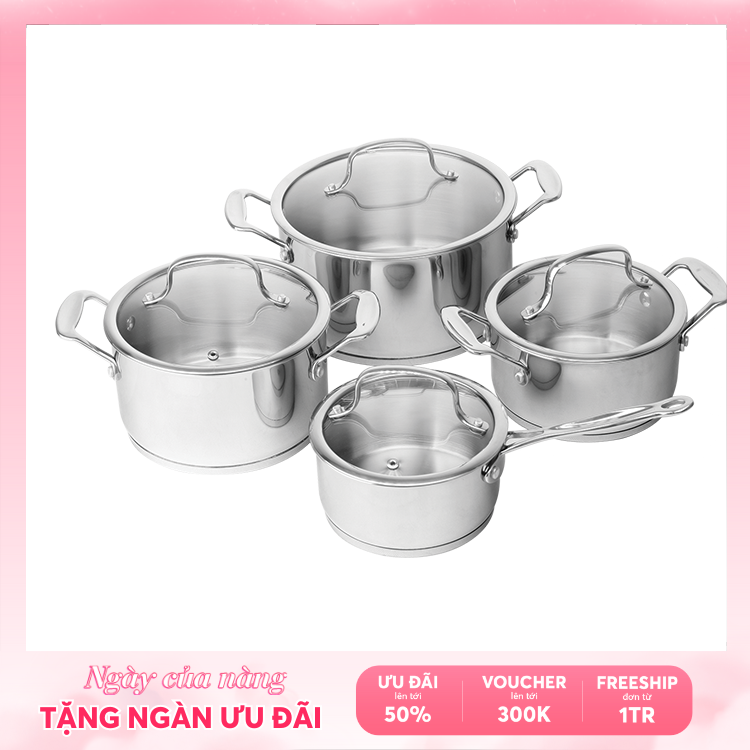 Ngày của nàng
TẶNG NGÀN ƯU ĐÃI
ƯU ĐÃI
lên tới
50%
VOUCHER
lên tới
300K
FREESHIP
đơn từ
1TR